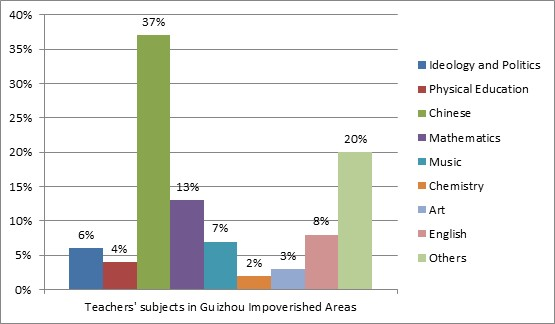 40%
35%
30%
25%
20%
15%
10%
5%
0%
6%
4%
37%
13%
7%
2%
3%
8%
20%
Teachers' subjects in Guizhou Impoverished Areas
Ideology and Politics
Physical Education
Chinese
Mathematics
Music
Chemistry
Art
English
Others